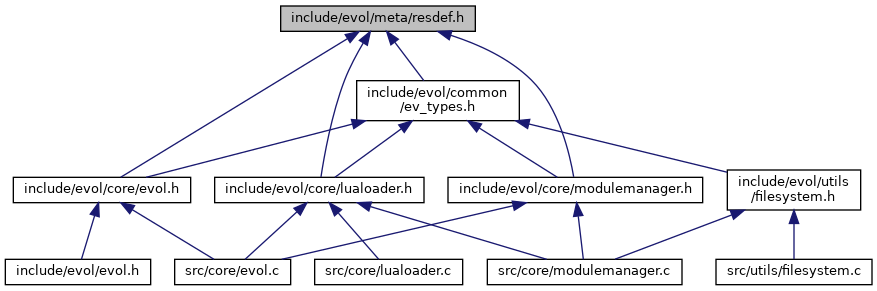 include/evol/meta/resdef.h
include/evol/common
/ev_types.h
include/evol/core/evol.h
include/evol/core/lualoader.h
include/evol/core/modulemanager.h
include/evol/utils
/filesystem.h
include/evol/evol.h
src/core/evol.c
src/core/lualoader.c
src/core/modulemanager.c
src/utils/filesystem.c